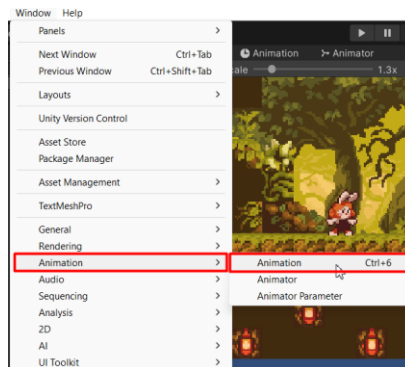 Window Help
Panels
Next Window Ctrl+Tab
Previous Window Ctrl+Shift+Tab
Layouts
Unity Version Control
Asset Store
Package Manager
Asset Management
TextMeshPro
General
Rendering
Animation
Audio
Sequencing
Analysis
2D
AI
UI Toolkit
Animation Animator
ale 1.3x
Animation Ctrl+6
Animator
Animator Parameter